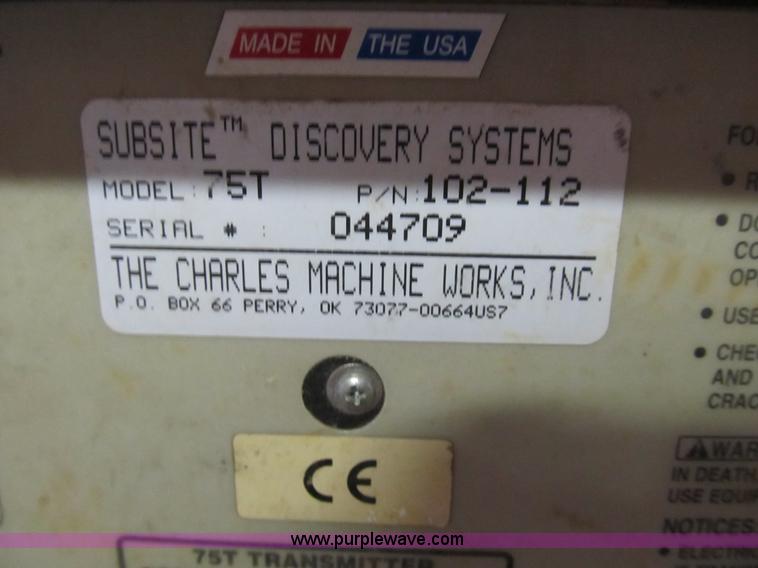 MADE IN THE USA
SUBSITE™ DISCOVERY SYSTEMS
MODEL: 75T P/N: 102-112
SERIAL # : 044709
THE CHARLES MACHINE WORKS, INC.
P.O. BOX 66 PERRY, OK 73077-00664US7
CE
• USE
• CHE
AND
CRAC
WAR
IN DEATH
USE EQUI
NOTICES
• ELECTRIC
www.purplewave.com
75T TRANSMITTER